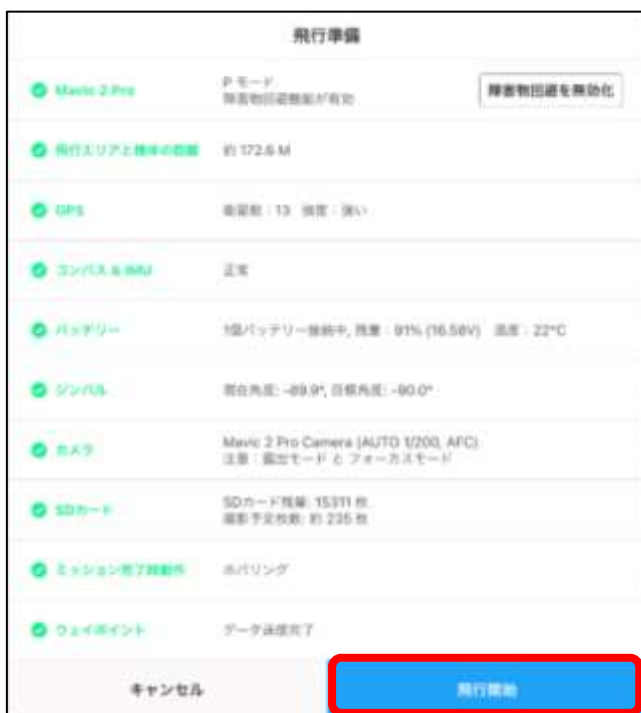 飛行準備
Mavic 2 Pro
P モード
障害物回避機能が有効
障害物回避を無効化
飛行エリアと機体の距離
約 172.6 M
GPS
衛星数：13 強度：強い
コンパス & IMU
正常
バッテリー
1個バッテリー接続中, 残量：91% (16.58V) 温度：22°C
ジンバル
現在角度: -89.9°, 目標角度: -90.0°
カメラ
Mavic 2 Pro Camera (AUTO 1/200, AFC)
注意：露出モード と フォーカスモード
SDカード
SDカード残量: 15311 枚
撮影予定枚数: 約 235 枚
ミッション完了時動作
ホバリング
ウェイポイント
データ送信完了
キャンセル
飛行開始